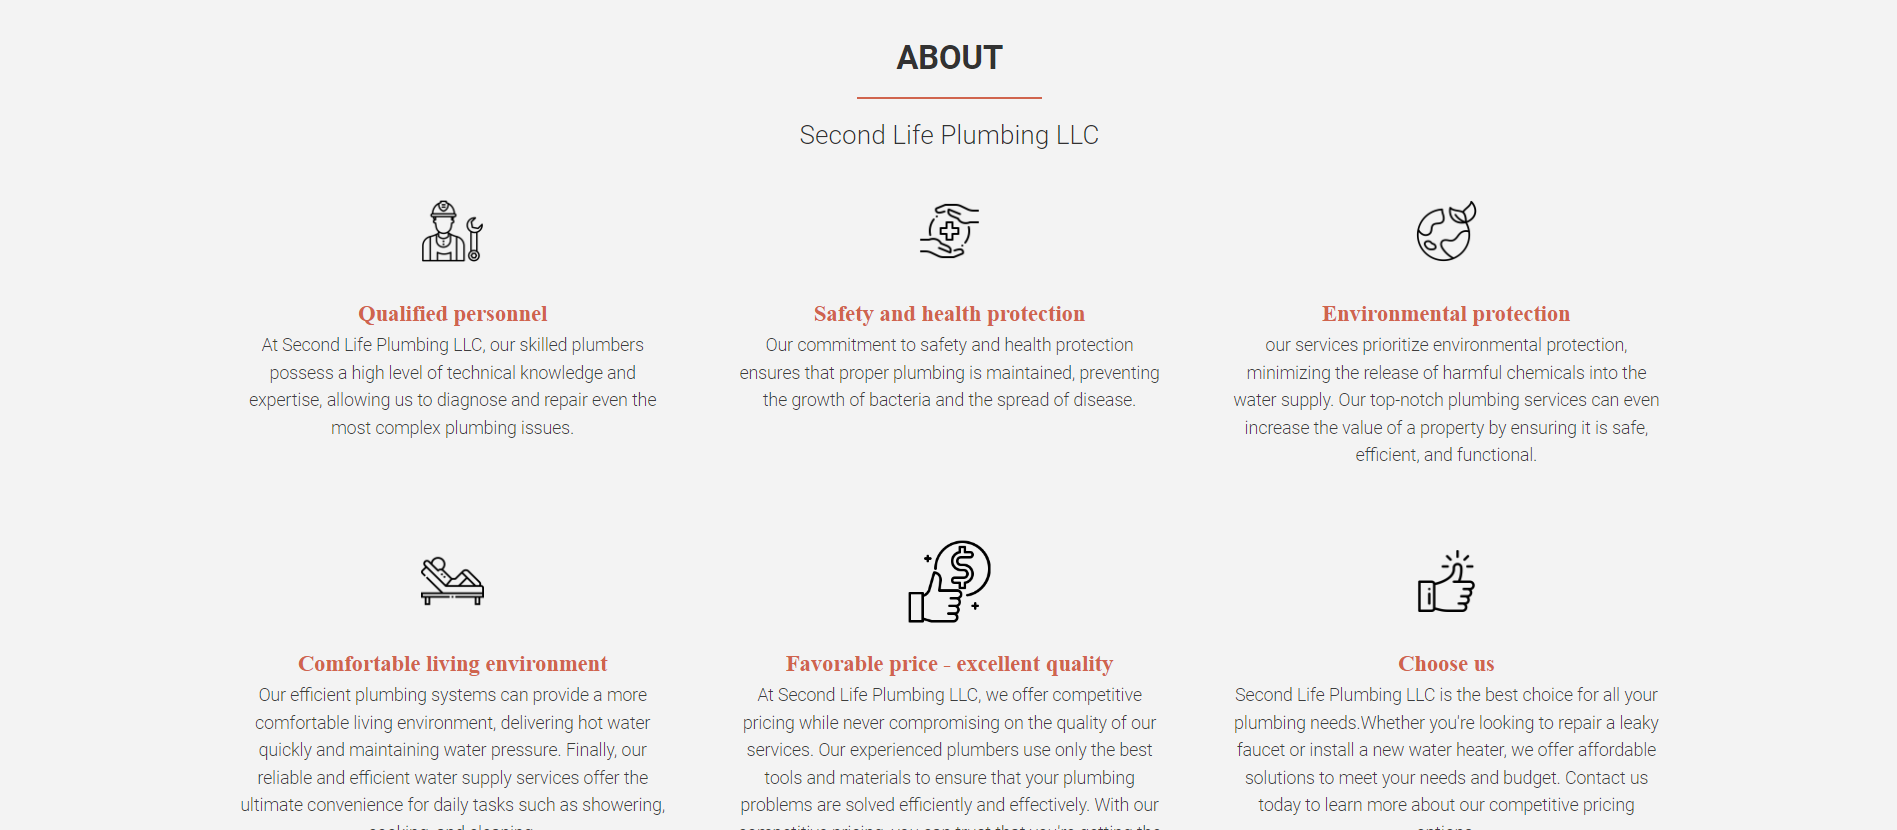 ABOUT
Second Life Plumbing LLC
Qualified personnel
At Second Life Plumbing LLC, our skilled plumbers
possess a high level of technical knowledge and
expertise, allowing us to diagnose and repair even the
most complex plumbing issues.
Safety and health protection
Our commitment to safety and health protection
ensures that proper plumbing is maintained, preventing
the growth of bacteria and the spread of disease.
Environmental protection
our services prioritize environmental protection,
minimizing the release of harmful chemicals into the
water supply. Our top-notch plumbing services can even
increase the value of a property by ensuring it is safe,
efficient, and functional.
Comfortable living environment
Our efficient plumbing systems can provide a more
comfortable living environment, delivering hot water
quickly and maintaining water pressure. Finally, our
reliable and efficient water supply services offer the
ultimate convenience for daily tasks such as showering,
Favorable price - excellent quality
At Second Life Plumbing LLC, we offer competitive
pricing while never compromising on the quality of our
services. Our experienced plumbers use only the best
tools and materials to ensure that your plumbing
problems are solved efficiently and effectively. With our
competitive pricing, you can trust that you're getting the
Choose us
Second Life Plumbing LLC is the best choice for all your
plumbing needs.Whether you're looking to repair a leaky
faucet or install a new water heater, we offer affordable
solutions to meet your needs and budget. Contact us
today to learn more about our competitive pricing